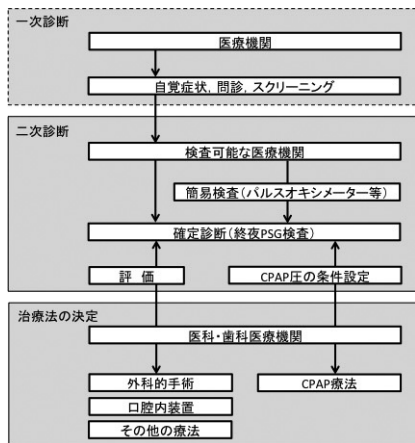 一次診断
医療機関
自覚症状, 問診, スクリーニング
二次診断
検査可能な医療機関
簡易検査(パルスオキシメーター等)
確定診断(終夜PSG検査)
評　価
CPAP圧の条件設定
治療法の決定
医科・歯科医療機関
外科的手術
CPAP療法
口腔内装置
その他の療法